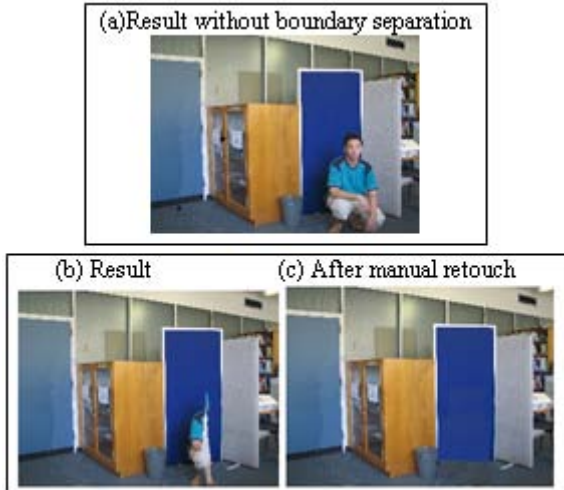 (a)Result without boundary separation
(b) Result
(c) After manual retouch